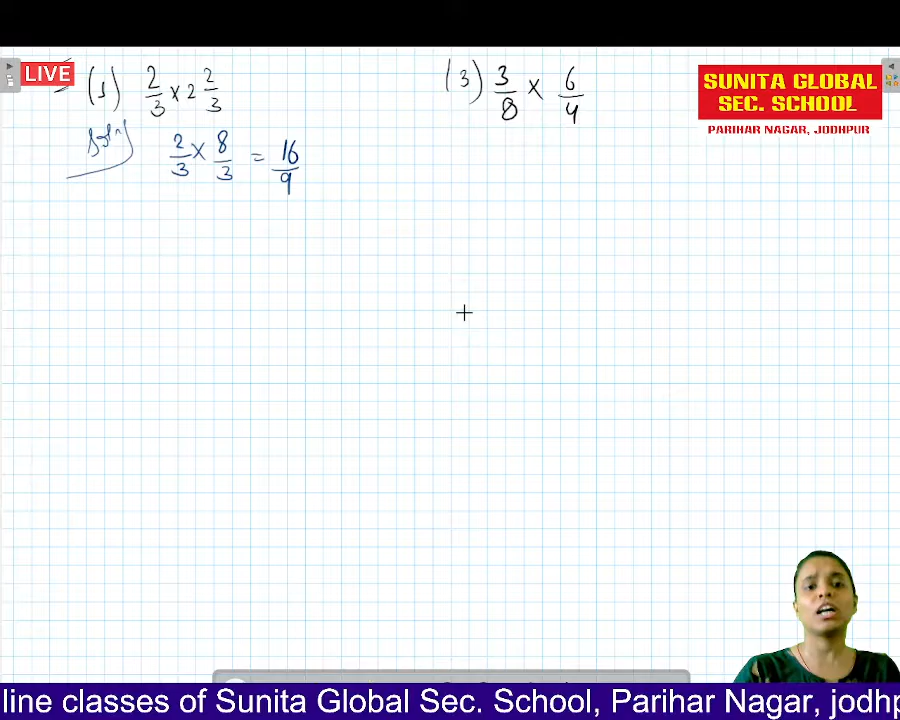 LIVE
(1) 2/3 × 2 2/3
Soln
2/3 × 8/3 = 16/9
(3) 3/8 × 6/4
SUNITA GLOBAL
SEC. SCHOOL
PARIHAR NAGAR, JODHPUR
line classes of Sunita Global Sec. School, Parihar Nagar, jodhp